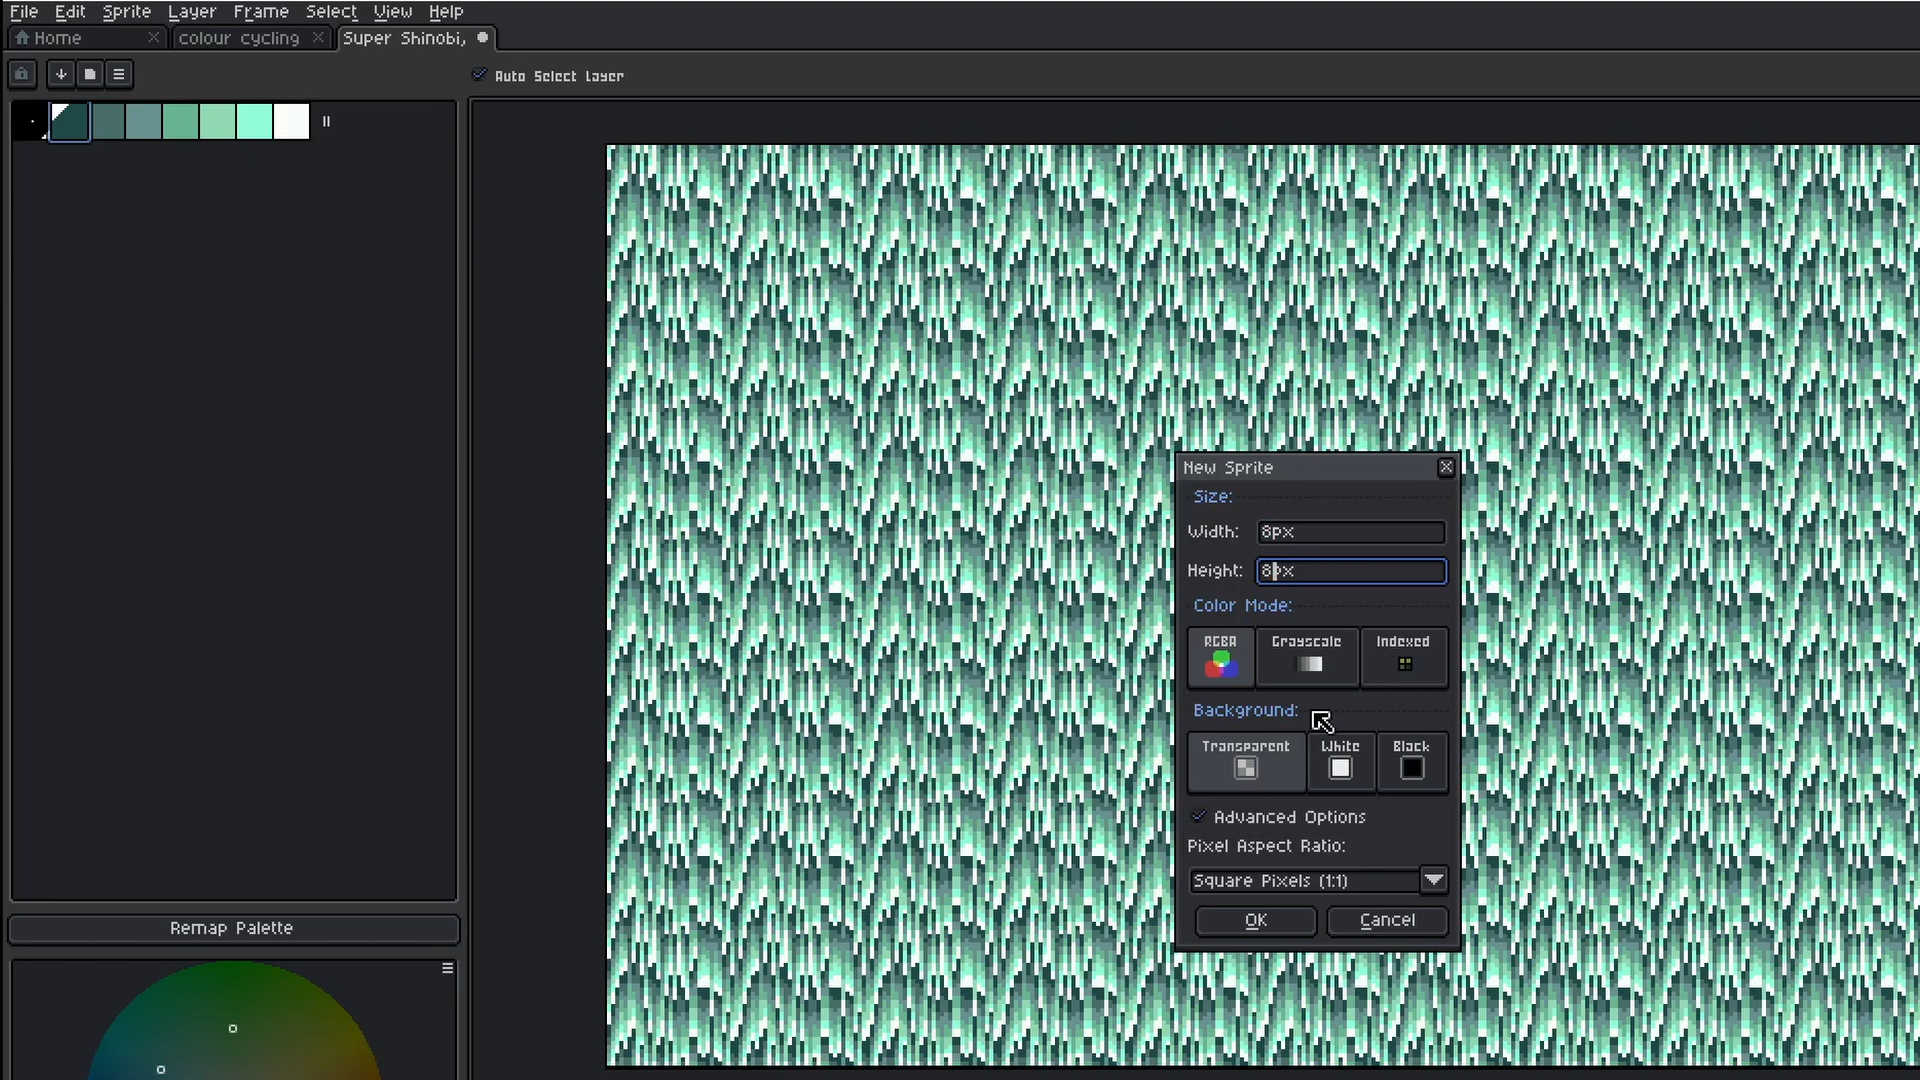 File Edit Sprite Layer Frame Select View Help
Home colour cycling Super Shinobi,
Auto Select Layer
New Sprite
Size:
Width: 8px
Height: 8px
Color Mode:
RGBA Grayscale Indexed
Background:
Transparent White Black
Advanced Options
Pixel Aspect Ratio:
Square Pixels (1:1)
OK Cancel
Remap Palette